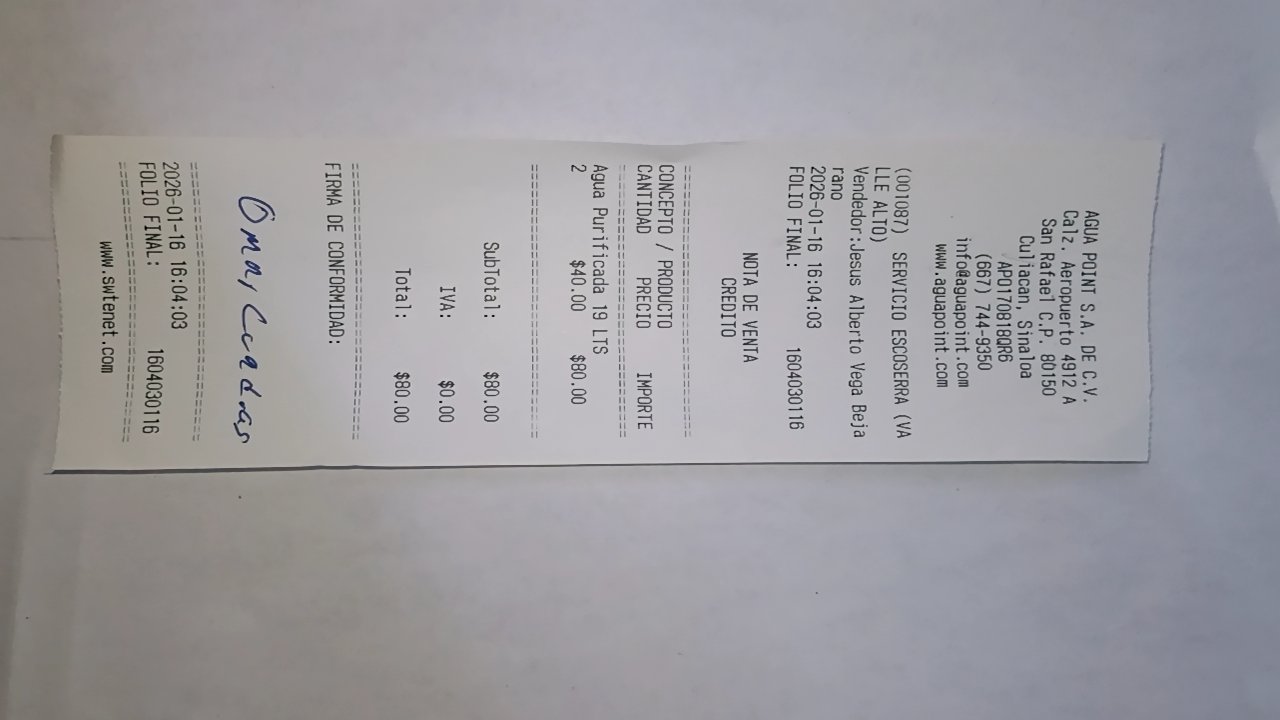 AGUA POINT S.A. DE C.V.
Calz. Aeropuerto 4912 A
San Rafael C.P. 80150
Culiacan, Sinaloa
APO170818QR6
(667) 744-9350
info@aguapoint.com
www.aguapoint.com
(001087) SERVICIO ESCOSERRA (VA
LLE ALTO)
Vendedor:Jesus Alberto Vega Beja
rano
2026-01-16 16:04:03
FOLIO FINAL: 1604030116
NOTA DE VENTA
CREDITO
================================
CONCEPTO / PRODUCTO
CANTIDAD PRECIO IMPORTE
================================
Agua Purificada 19 LTS
2 $40.00 $80.00
================================
SubTotal: $80.00
IVA: $0.00
Total: $80.00
================================
FIRMA DE CONFORMIDAD:
Omar
================================
2026-01-16 16:04:03
FOLIO FINAL: 1604030116
================================
www.swtenet.com